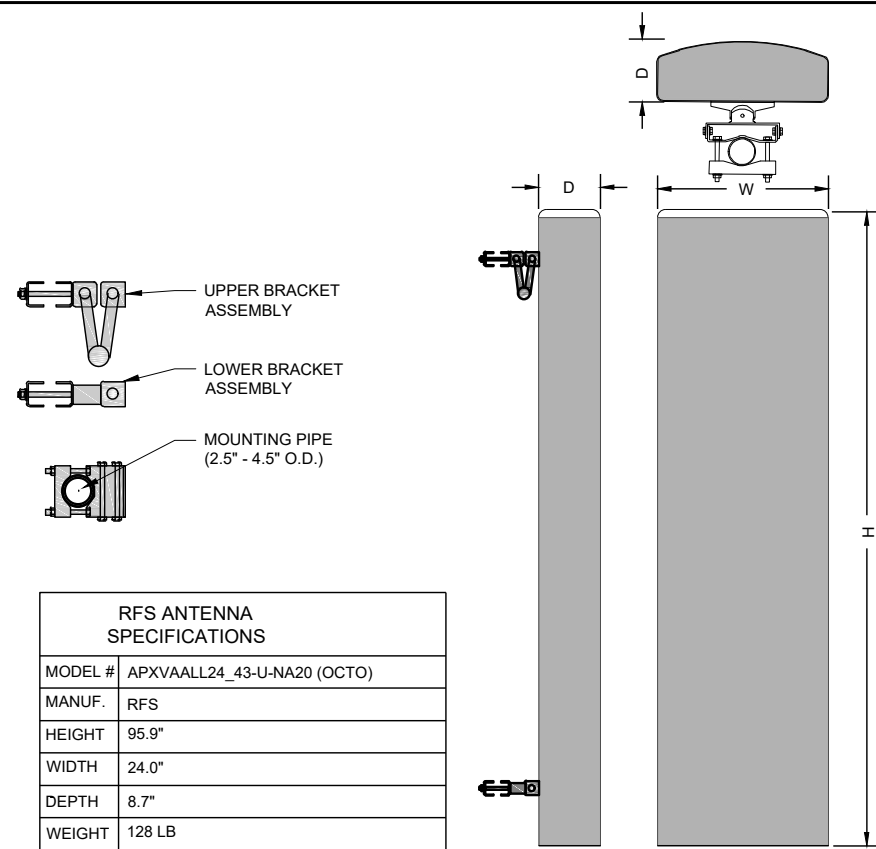 D
W
D
H
UPPER BRACKET
ASSEMBLY
LOWER BRACKET
ASSEMBLY
MOUNTING PIPE
(2.5" - 4.5" O.D.)
RFS ANTENNA
SPECIFICATIONS
MODEL # APXVAALL24_43-U-NA20 (OCTO)
MANUF. RFS
HEIGHT 95.9"
WIDTH 24.0"
DEPTH 8.7"
WEIGHT 128 LB